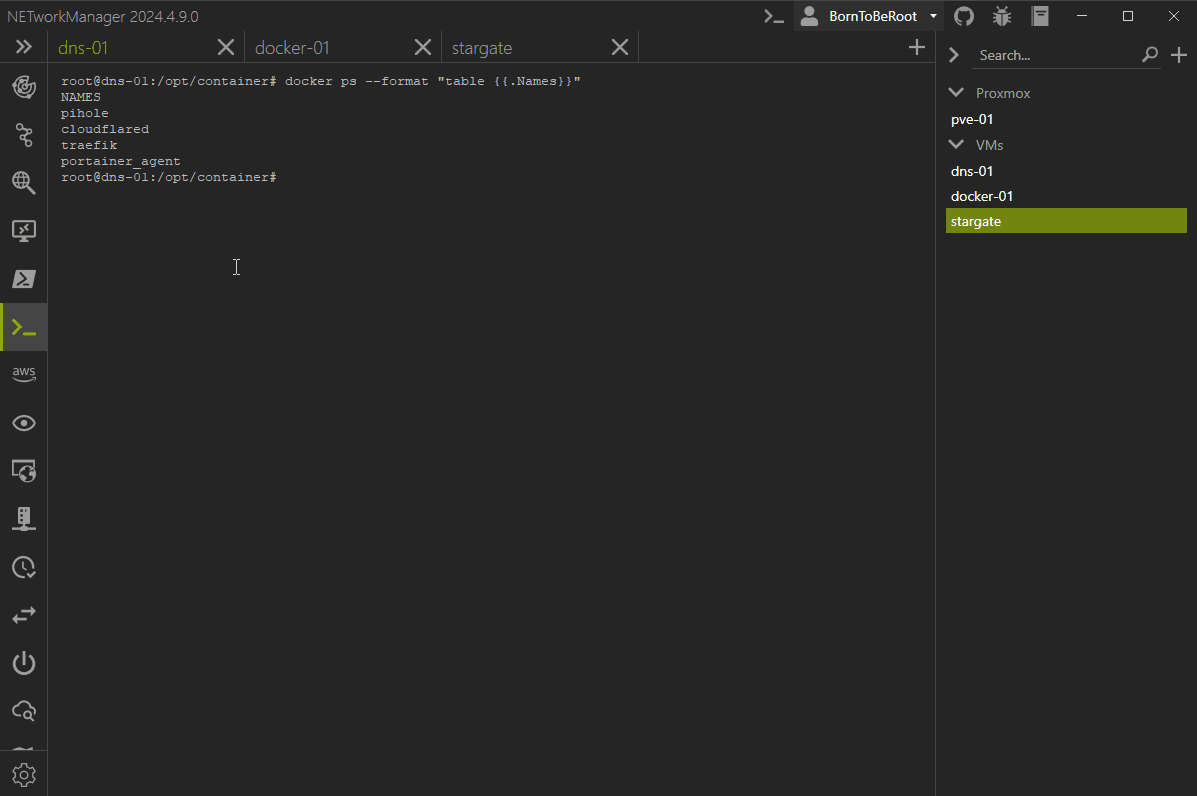 NETworkManager 2024.4.9.0
BornToBeRoot
dns-01
docker-01
stargate
Search...
root@dns-01:/opt/container# docker ps --format "table {{.Names}}"
NAMES
pihole
cloudflared
traefik
portainer_agent
root@dns-01:/opt/container#
aws
Proxmox
pve-01
VMs
dns-01
docker-01
stargate